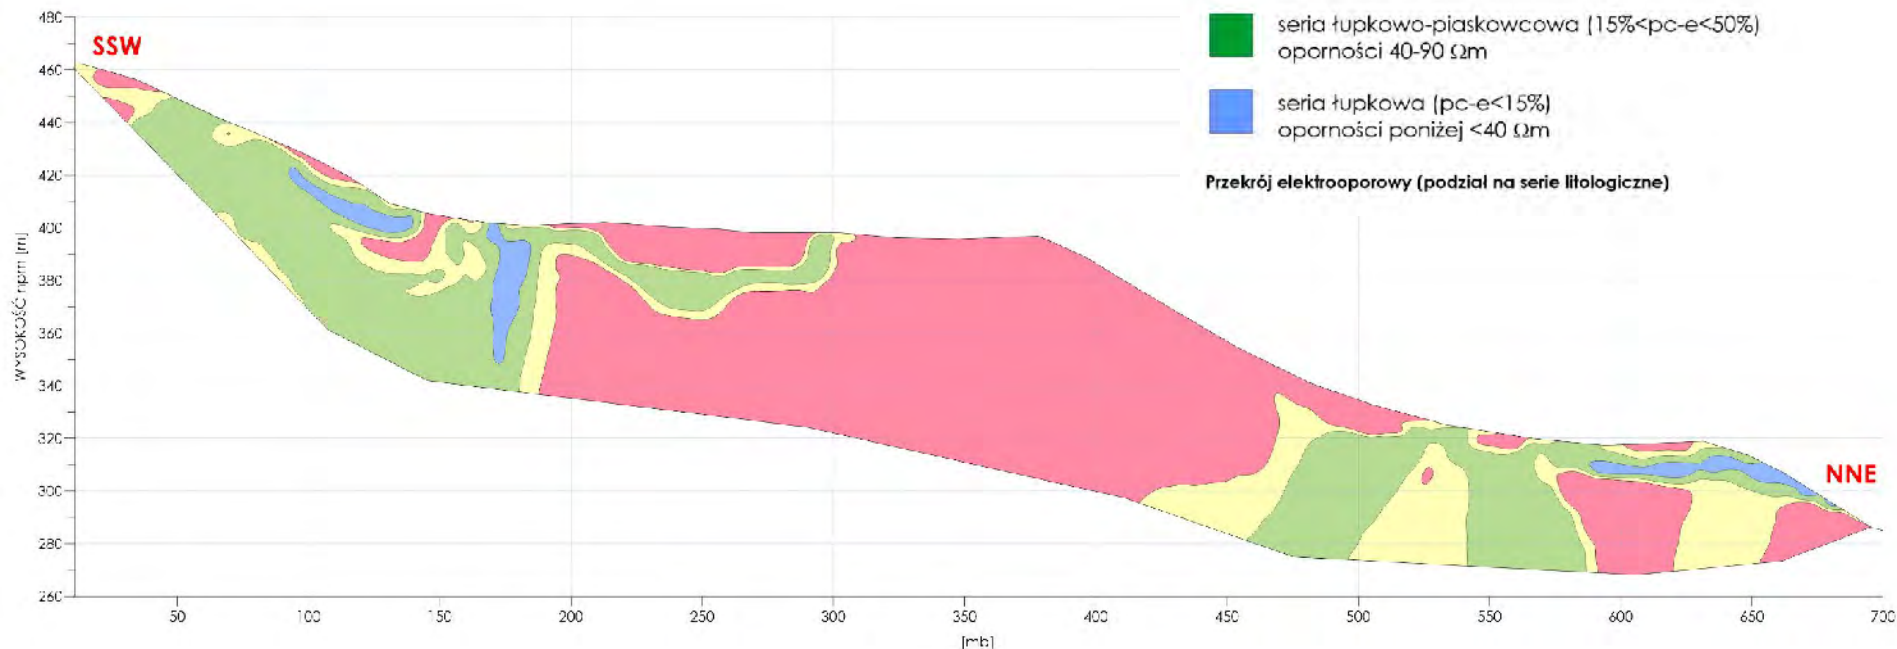 seria łupkowo-piaskowcowa (15%<pc-e<50%)
oporności 40-90 Ωm
seria łupkowa (pc-e<15%)
oporności poniżej <40 Ωm
Przekrój elektrooporowy (podział na serie litologiczne)
SSW
NNE
WYSOKOŚĆ npm [m]
480
460
440
420
400
380
360
340
320
300
280
260
50 100 150 200 250 300 350 400 450 500 550 600 650 700
[mb]